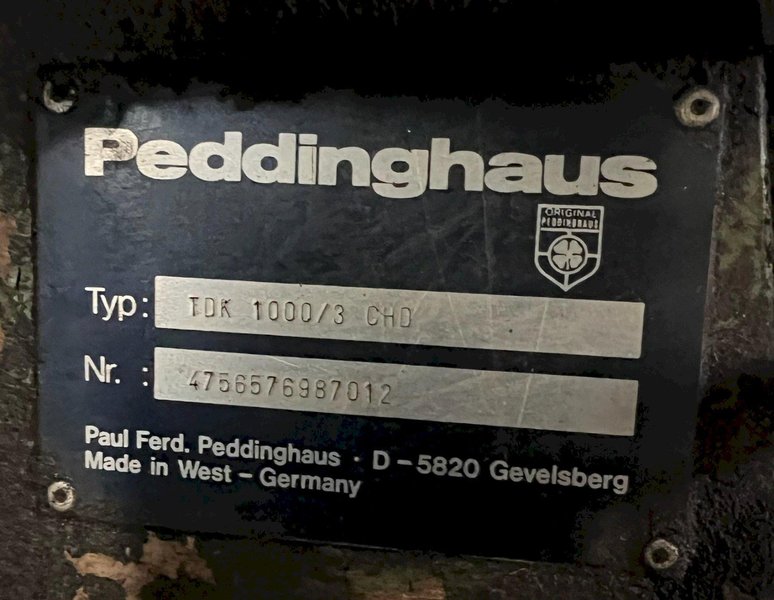 Peddinghaus
ORIGINAL
PEDDINGHAUS
Typ: TDK 1000/3 CHD
Nr. : 4756576987012
Paul Ferd. Peddinghaus · D-5820 Gevelsberg
Made in West-Germany